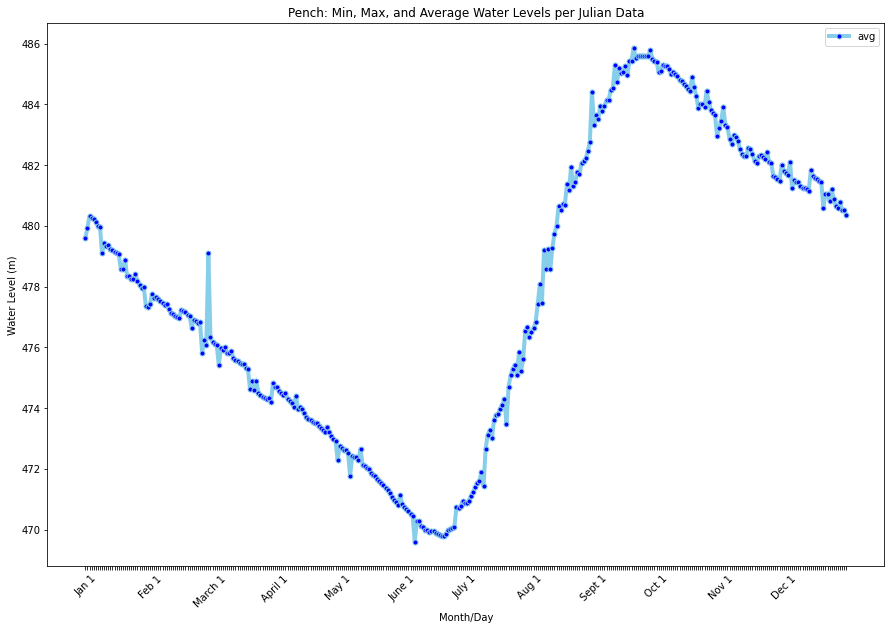 Pench: Min, Max, and Average Water Levels per Julian Data
avg
486
484
482
480
478
476
474
472
470
Water Level (m)
Jan 1
Feb 1
March 1
April 1
May 1
June 1
July 1
Aug 1
Sept 1
Oct 1
Nov 1
Dec 1
Month/Day